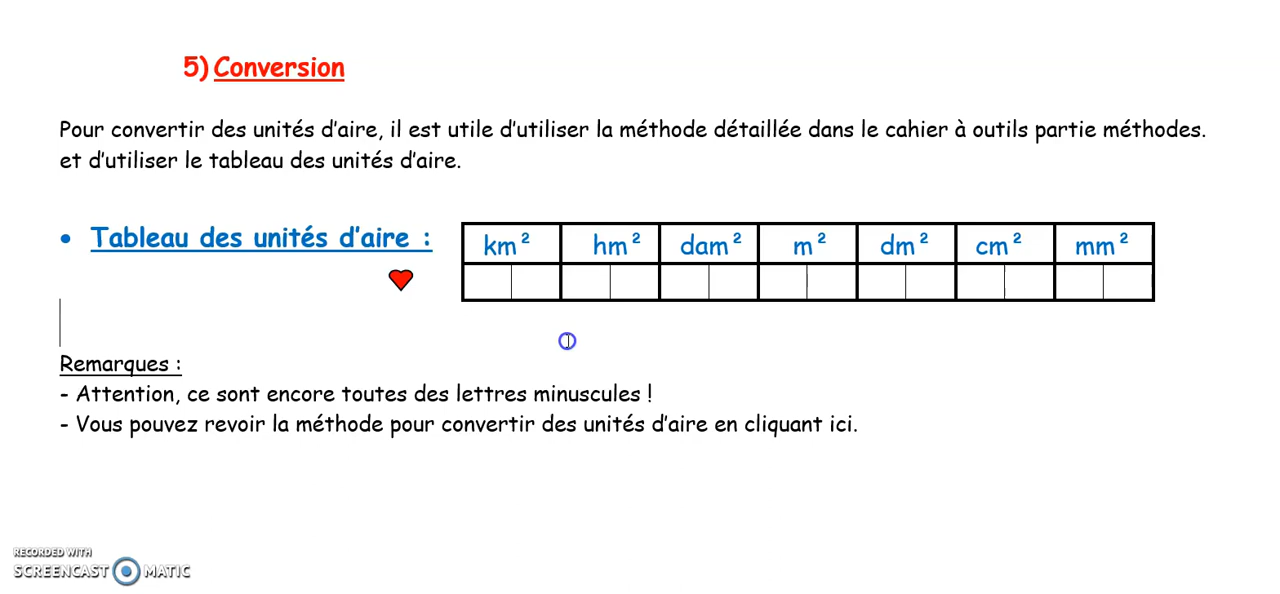 5) Conversion
Pour convertir des unités d’aire, il est utile d’utiliser la méthode détaillée dans le cahier à outils partie méthodes.
et d’utiliser le tableau des unités d’aire.
• Tableau des unités d’aire :
km² hm² dam² m² dm² cm² mm²
Remarques :
- Attention, ce sont encore toutes des lettres minuscules !
- Vous pouvez revoir la méthode pour convertir des unités d’aire en cliquant ici.
RECORDED WITH
SCREENCAST MATIC